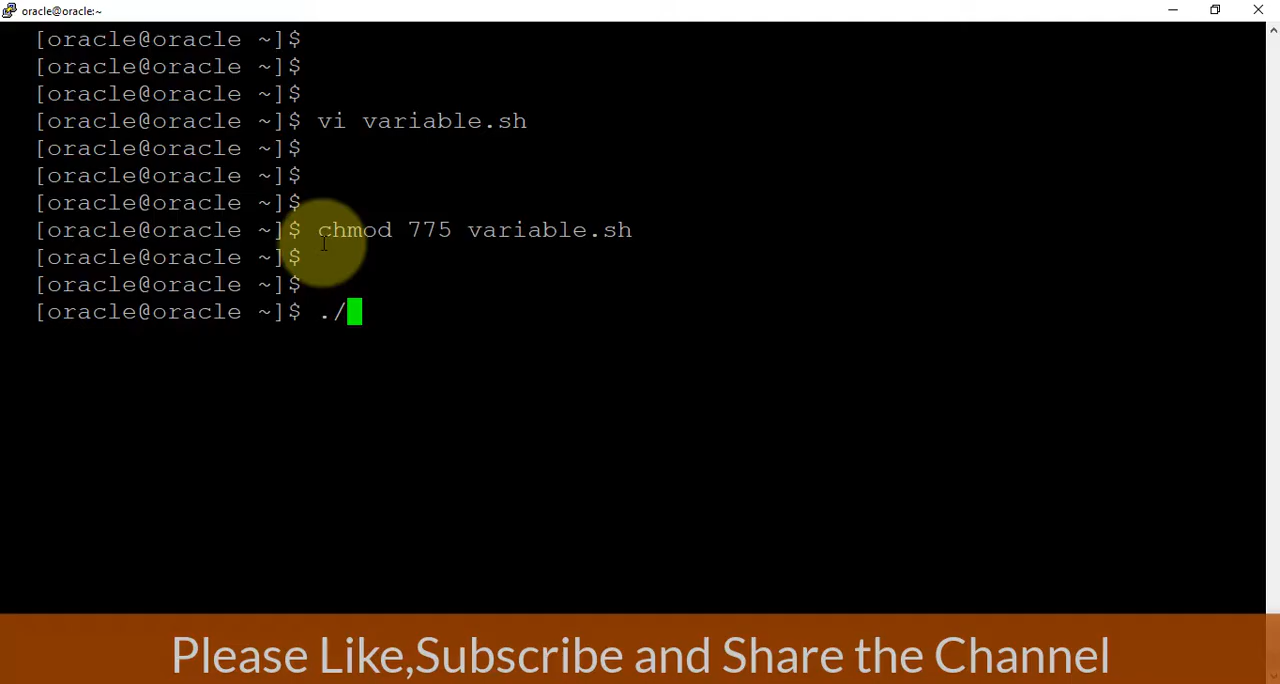 oracle@oracle:~
[oracle@oracle ~]$
[oracle@oracle ~]$
[oracle@oracle ~]$
[oracle@oracle ~]$ vi variable.sh
[oracle@oracle ~]$
[oracle@oracle ~]$
[oracle@oracle ~]$
[oracle@oracle ~]$ chmod 775 variable.sh
[oracle@oracle ~]$
[oracle@oracle ~]$
[oracle@oracle ~]$ ./
Please Like,Subscribe and Share the Channel